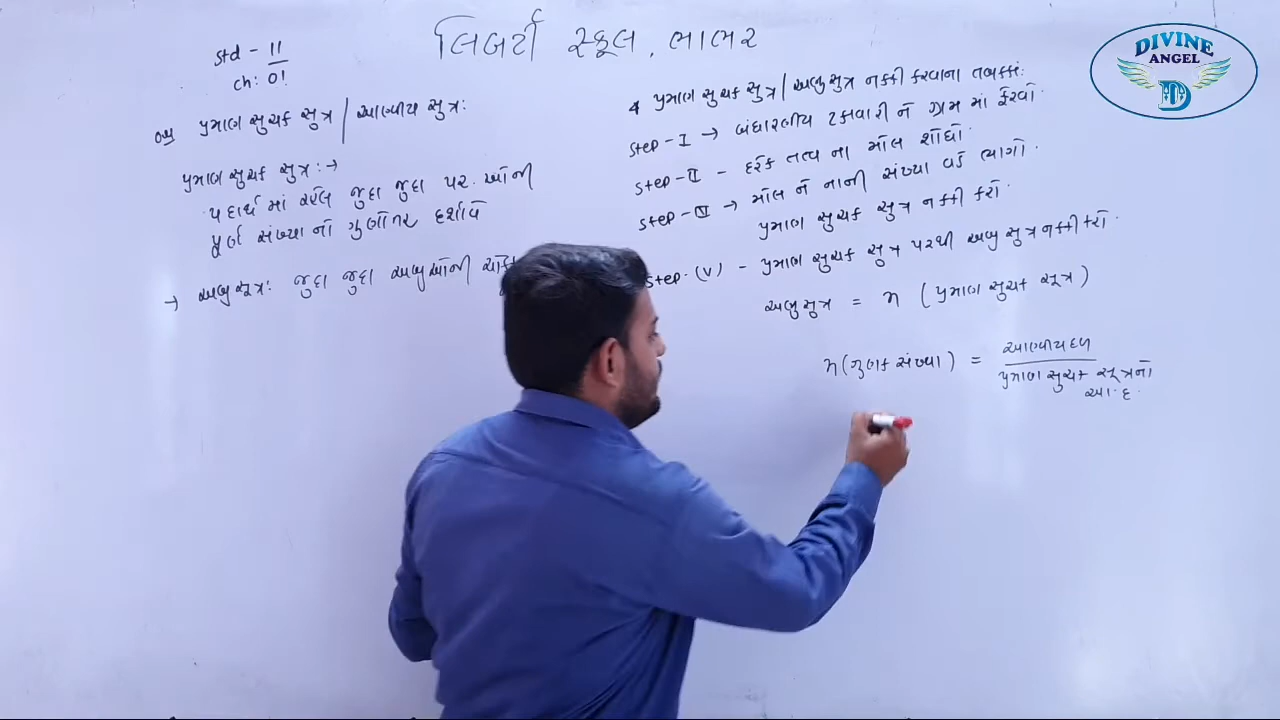 લિબર્ટી સ્કૂલ, ભાભર
std - 11
ch: 01
પ્રમાણ સુચક સુત્ર / આણ્વીય સુત્ર:
પ્રમાણ સુચક સુત્ર:→
પદાર્થ માં રહેલ જુદા જુદા પરમાણુઓની
પૂર્ણ સંખ્યાનો ગુણોત્તર દર્શાવે
→ અણુસૂત્ર: જુદા જુદા અણુઓની
પ્રમાણ સુચક સુત્ર / અણુસુત્ર નક્કી કરવાના તબક્કા:
Step-I → બંધારણીય ટકાવારી ને ગ્રામ માં ફેરવો.
Step-II - દરેક તત્વ ના મોલ શોધો.
Step-III → મોલ ને નાની સંખ્યા વડે ભાગો.
પ્રમાણ સુચક સુત્ર નક્કી કરો.
Step-(V) - પ્રમાણ સુચક સુત્ર પરથી અણુસુત્ર નક્કી કરો
અણુસુત્ર = n (પ્રમાણ સુચક સૂત્ર)
n (ગુણક સંખ્યા) = આણ્વીયદળ
પ્રમાણ સુચક સૂત્રનો
આ.દ.
DIVINE
ANGEL
D